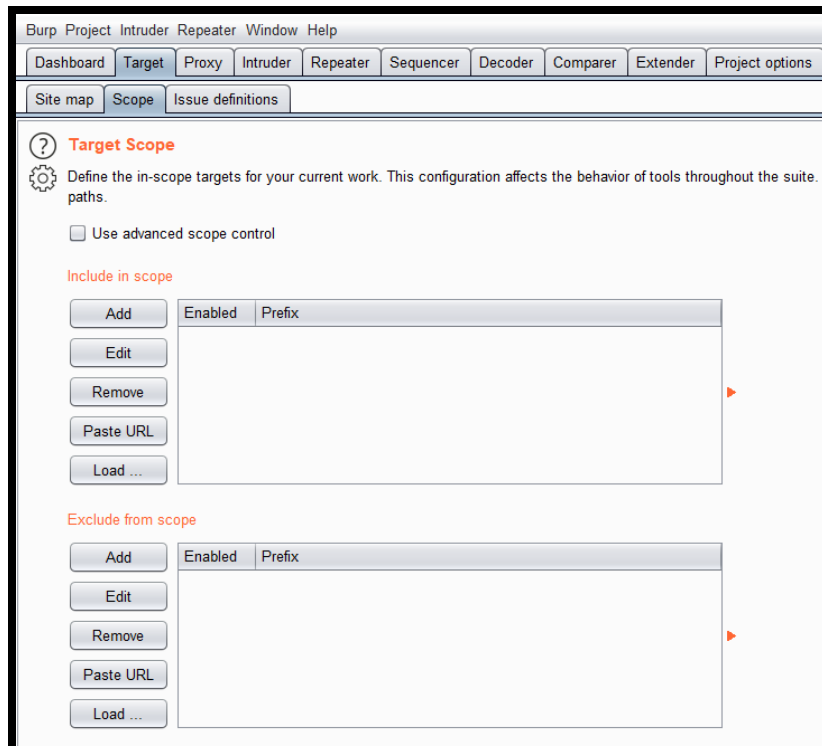 Burp Project Intruder Repeater Window Help
Dashboard Target Proxy Intruder Repeater Sequencer Decoder Comparer Extender Project options
Site map Scope Issue definitions
? Target Scope
Define the in-scope targets for your current work. This configuration affects the behavior of tools throughout the suite.
paths.
Use advanced scope control
Include in scope
Add Enabled Prefix
Edit
Remove
Paste URL
Load ...
Exclude from scope
Add Enabled Prefix
Edit
Remove
Paste URL
Load ...